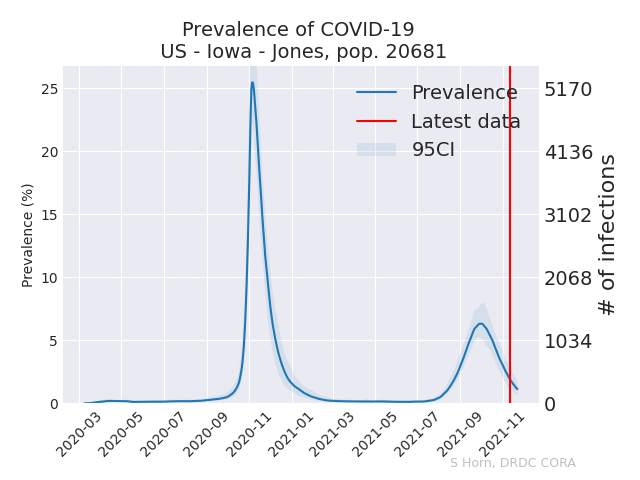 Prevalence of COVID-19
US - Iowa - Jones, pop. 20681
Prevalence
Latest data
95CI
Prevalence (%)
25
20
15
10
5
0
5170
4136
3102
2068
1034
0
# of infections
2020-03
2020-05
2020-07
2020-09
2020-11
2021-01
2021-03
2021-05
2021-07
2021-09
2021-11
S Horn, DRDC CORA